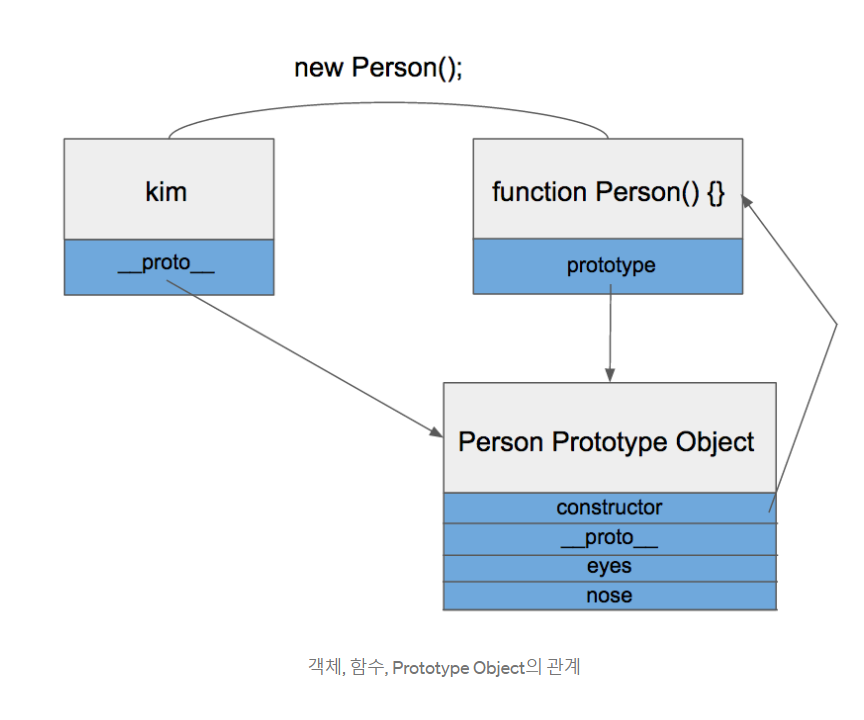 new Person();
kim
function Person() {}
__proto__
prototype
Person Prototype Object
constructor
__proto__
eyes
nose
객체, 함수, Prototype Object의 관계